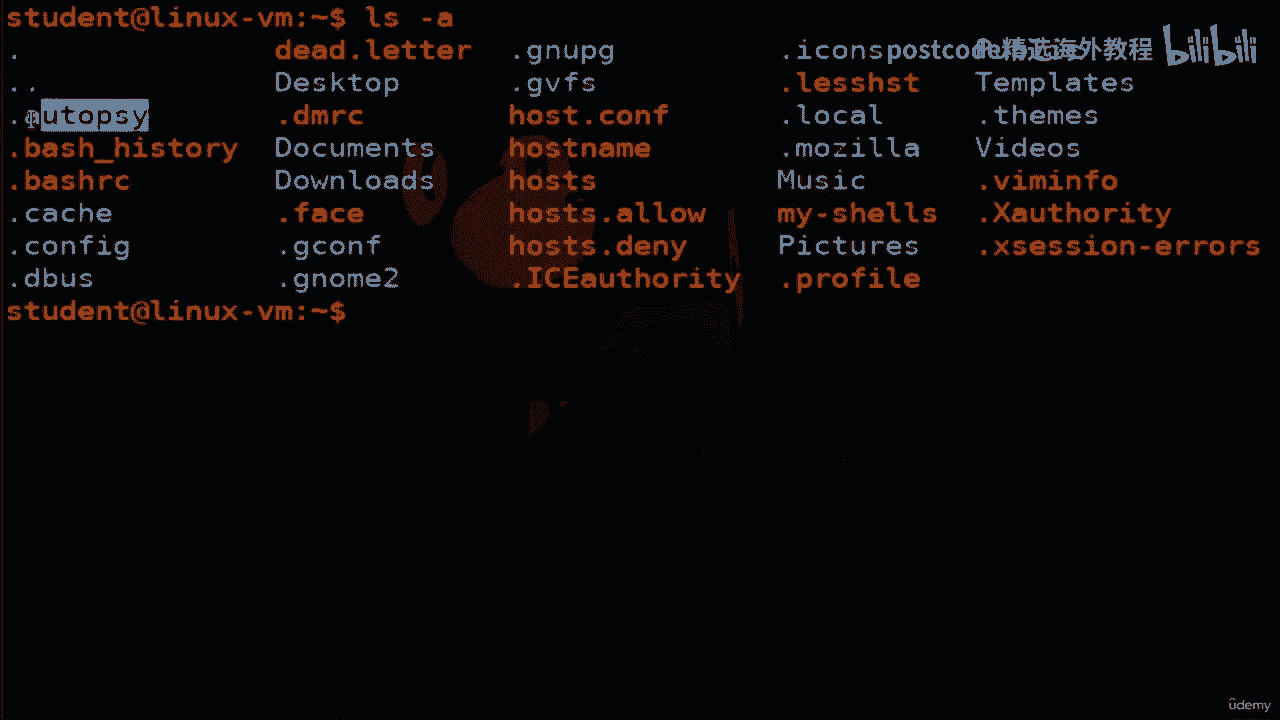 student@linux-vm:~$ ls -a
. dead.letter .gnupg .icons postcode精选海外教程 bilibili
.. Desktop .gvfs .lesshst Templates
.autopsy .dmrc host.conf .local .themes
.bash_history Documents hostname .mozilla Videos
.bashrc Downloads hosts Music .viminfo
.cache .face hosts.allow my-shells .Xauthority
.config .gconf hosts.deny Pictures .xsession-errors
.dbus .gnome2 .ICEauthority .profile
student@linux-vm:~$
udemy